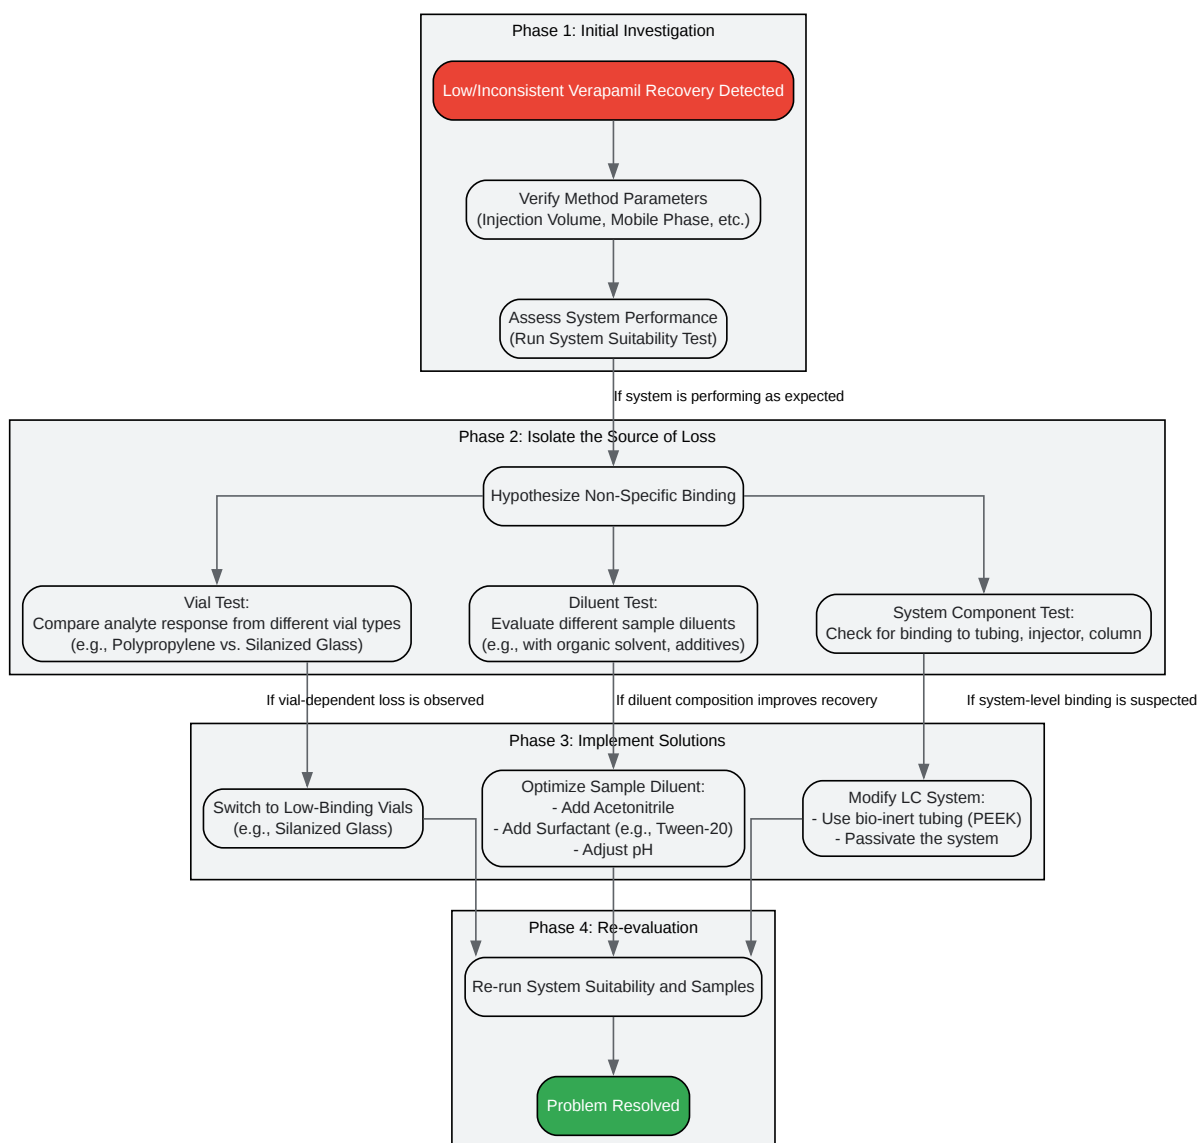 Phase 1: Initial Investigation
Low/Inconsistent Verapamil Recovery Detected
Verify Method Parameters
(Injection Volume, Mobile Phase, etc.)
Assess System Performance
(Run System Suitability Test)
If system is performing as expected
Phase 2: Isolate the Source of Loss
Hypothesize Non-Specific Binding
Vial Test:
Compare analyte response from different vial types
(e.g., Polypropylene vs. Silanized Glass)
Diluent Test:
Evaluate different sample diluents
(e.g., with organic solvent, additives)
System Component Test:
Check for binding to tubing, injector, column
If vial-dependent loss is observed
If diluent composition improves recovery
If system-level binding is suspected
Phase 3: Implement Solutions
Switch to Low-Binding Vials
(e.g., Silanized Glass)
Optimize Sample Diluent:
- Add Acetonitrile
- Add Surfactant (e.g., Tween-20)
- Adjust pH
Modify LC System:
- Use bio-inert tubing (PEEK)
- Passivate the system
Phase 4: Re-evaluation
Re-run System Suitability and Samples
Problem Resolved